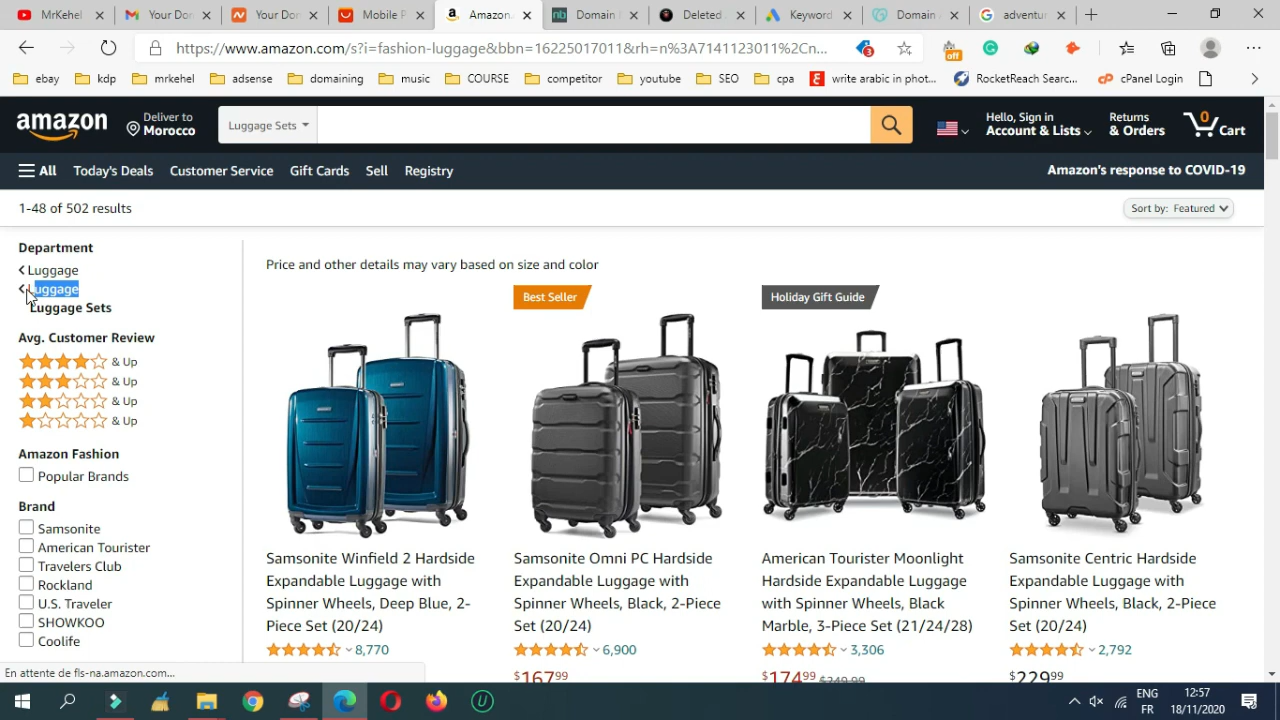 MrKehel
Your Don
Your Dom
Mobile P
Amazon.
Domain
Deleted
Keyword
Domain
adventur
https://www.amazon.com/s?i=fashion-luggage&bbn=16225017011&rh=n%3A7141123011%2Cn...
3
off
ebay
kdp
mrkehel
adsense
domaining
music
COURSE
competitor
youtube
SEO
cpa
write arabic in phot...
RocketReach Searc...
cPanel Login
amazon
Deliver to
Morocco
Luggage Sets
Hello, Sign in
Account & Lists
Returns
& Orders
0
Cart
All
Today's Deals
Customer Service
Gift Cards
Sell
Registry
Amazon's response to COVID-19
1-48 of 502 results
Sort by: Featured
Department
Luggage
Luggage
Luggage Sets
Avg. Customer Review
& Up
& Up
& Up
& Up
Amazon Fashion
Popular Brands
Brand
Samsonite
American Tourister
Travelers Club
Rockland
U.S. Traveler
SHOWKOO
Coolife
Price and other details may vary based on size and color
Samsonite Winfield 2 Hardside
Expandable Luggage with
Spinner Wheels, Deep Blue, 2-
Piece Set (20/24)
8,770
Best Seller
Samsonite Omni PC Hardside
Expandable Luggage with
Spinner Wheels, Black, 2-Piece
Set (20/24)
6,900
$167.99
Holiday Gift Guide
American Tourister Moonlight
Hardside Expandable Luggage
with Spinner Wheels, Black
Marble, 3-Piece Set (21/24/28)
3,306
$174.99 $249.99
Samsonite Centric Hardside
Expandable Luggage with
Spinner Wheels, Black, 2-Piece
Set (20/24)
2,792
$229.99
En attente de fls-na.amazon.com...
ENG
FR
12:57
18/11/2020